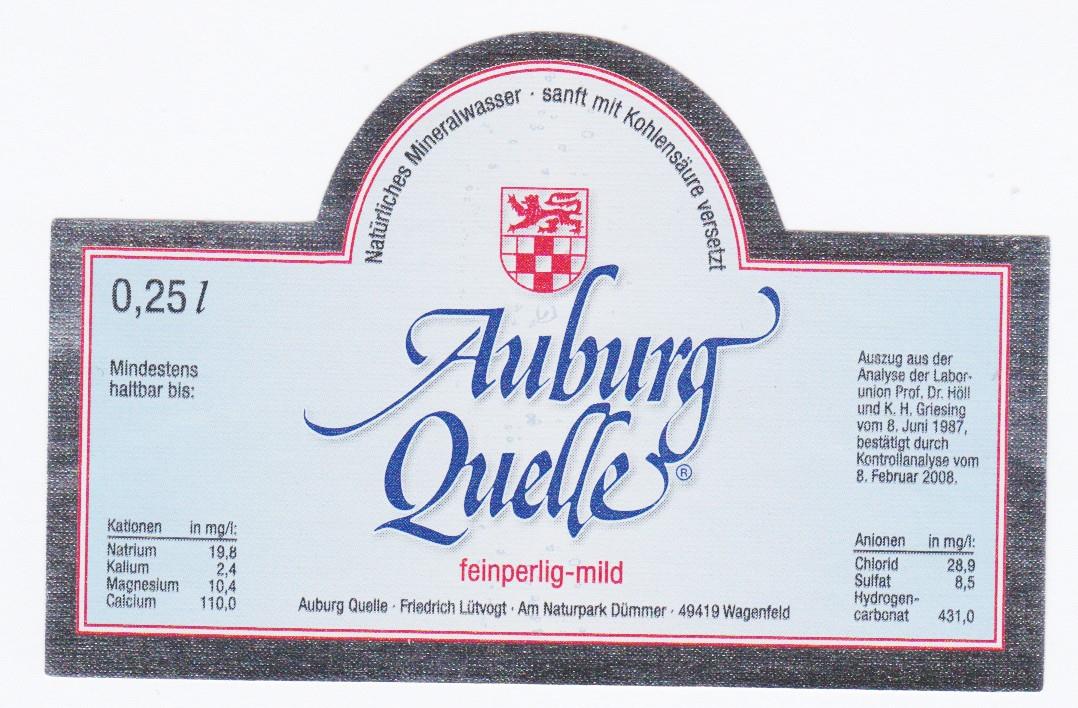 Natürliches Mineralwasser · sanft mit Kohlensäure versetzt
0,25 l
Mindestens
haltbar bis:
Auburg
Quelle ®
feinperlig-mild
Auszug aus der
Analyse der Labor-
union Prof. Dr. Höll
und K. H. Griesing
vom 8. Juni 1987,
bestätigt durch
Kontrollanalyse vom
8. Februar 2008.
Kationen in mg/l:
Natrium 19,8
Kalium 2,4
Magnesium 10,4
Calcium 110,0
Auburg Quelle · Friedrich Lütvogt · Am Naturpark Dümmer · 49419 Wagenfeld
Anionen in mg/l:
Chlorid 28,9
Sulfat 8,5
Hydrogen-
carbonat 431,0